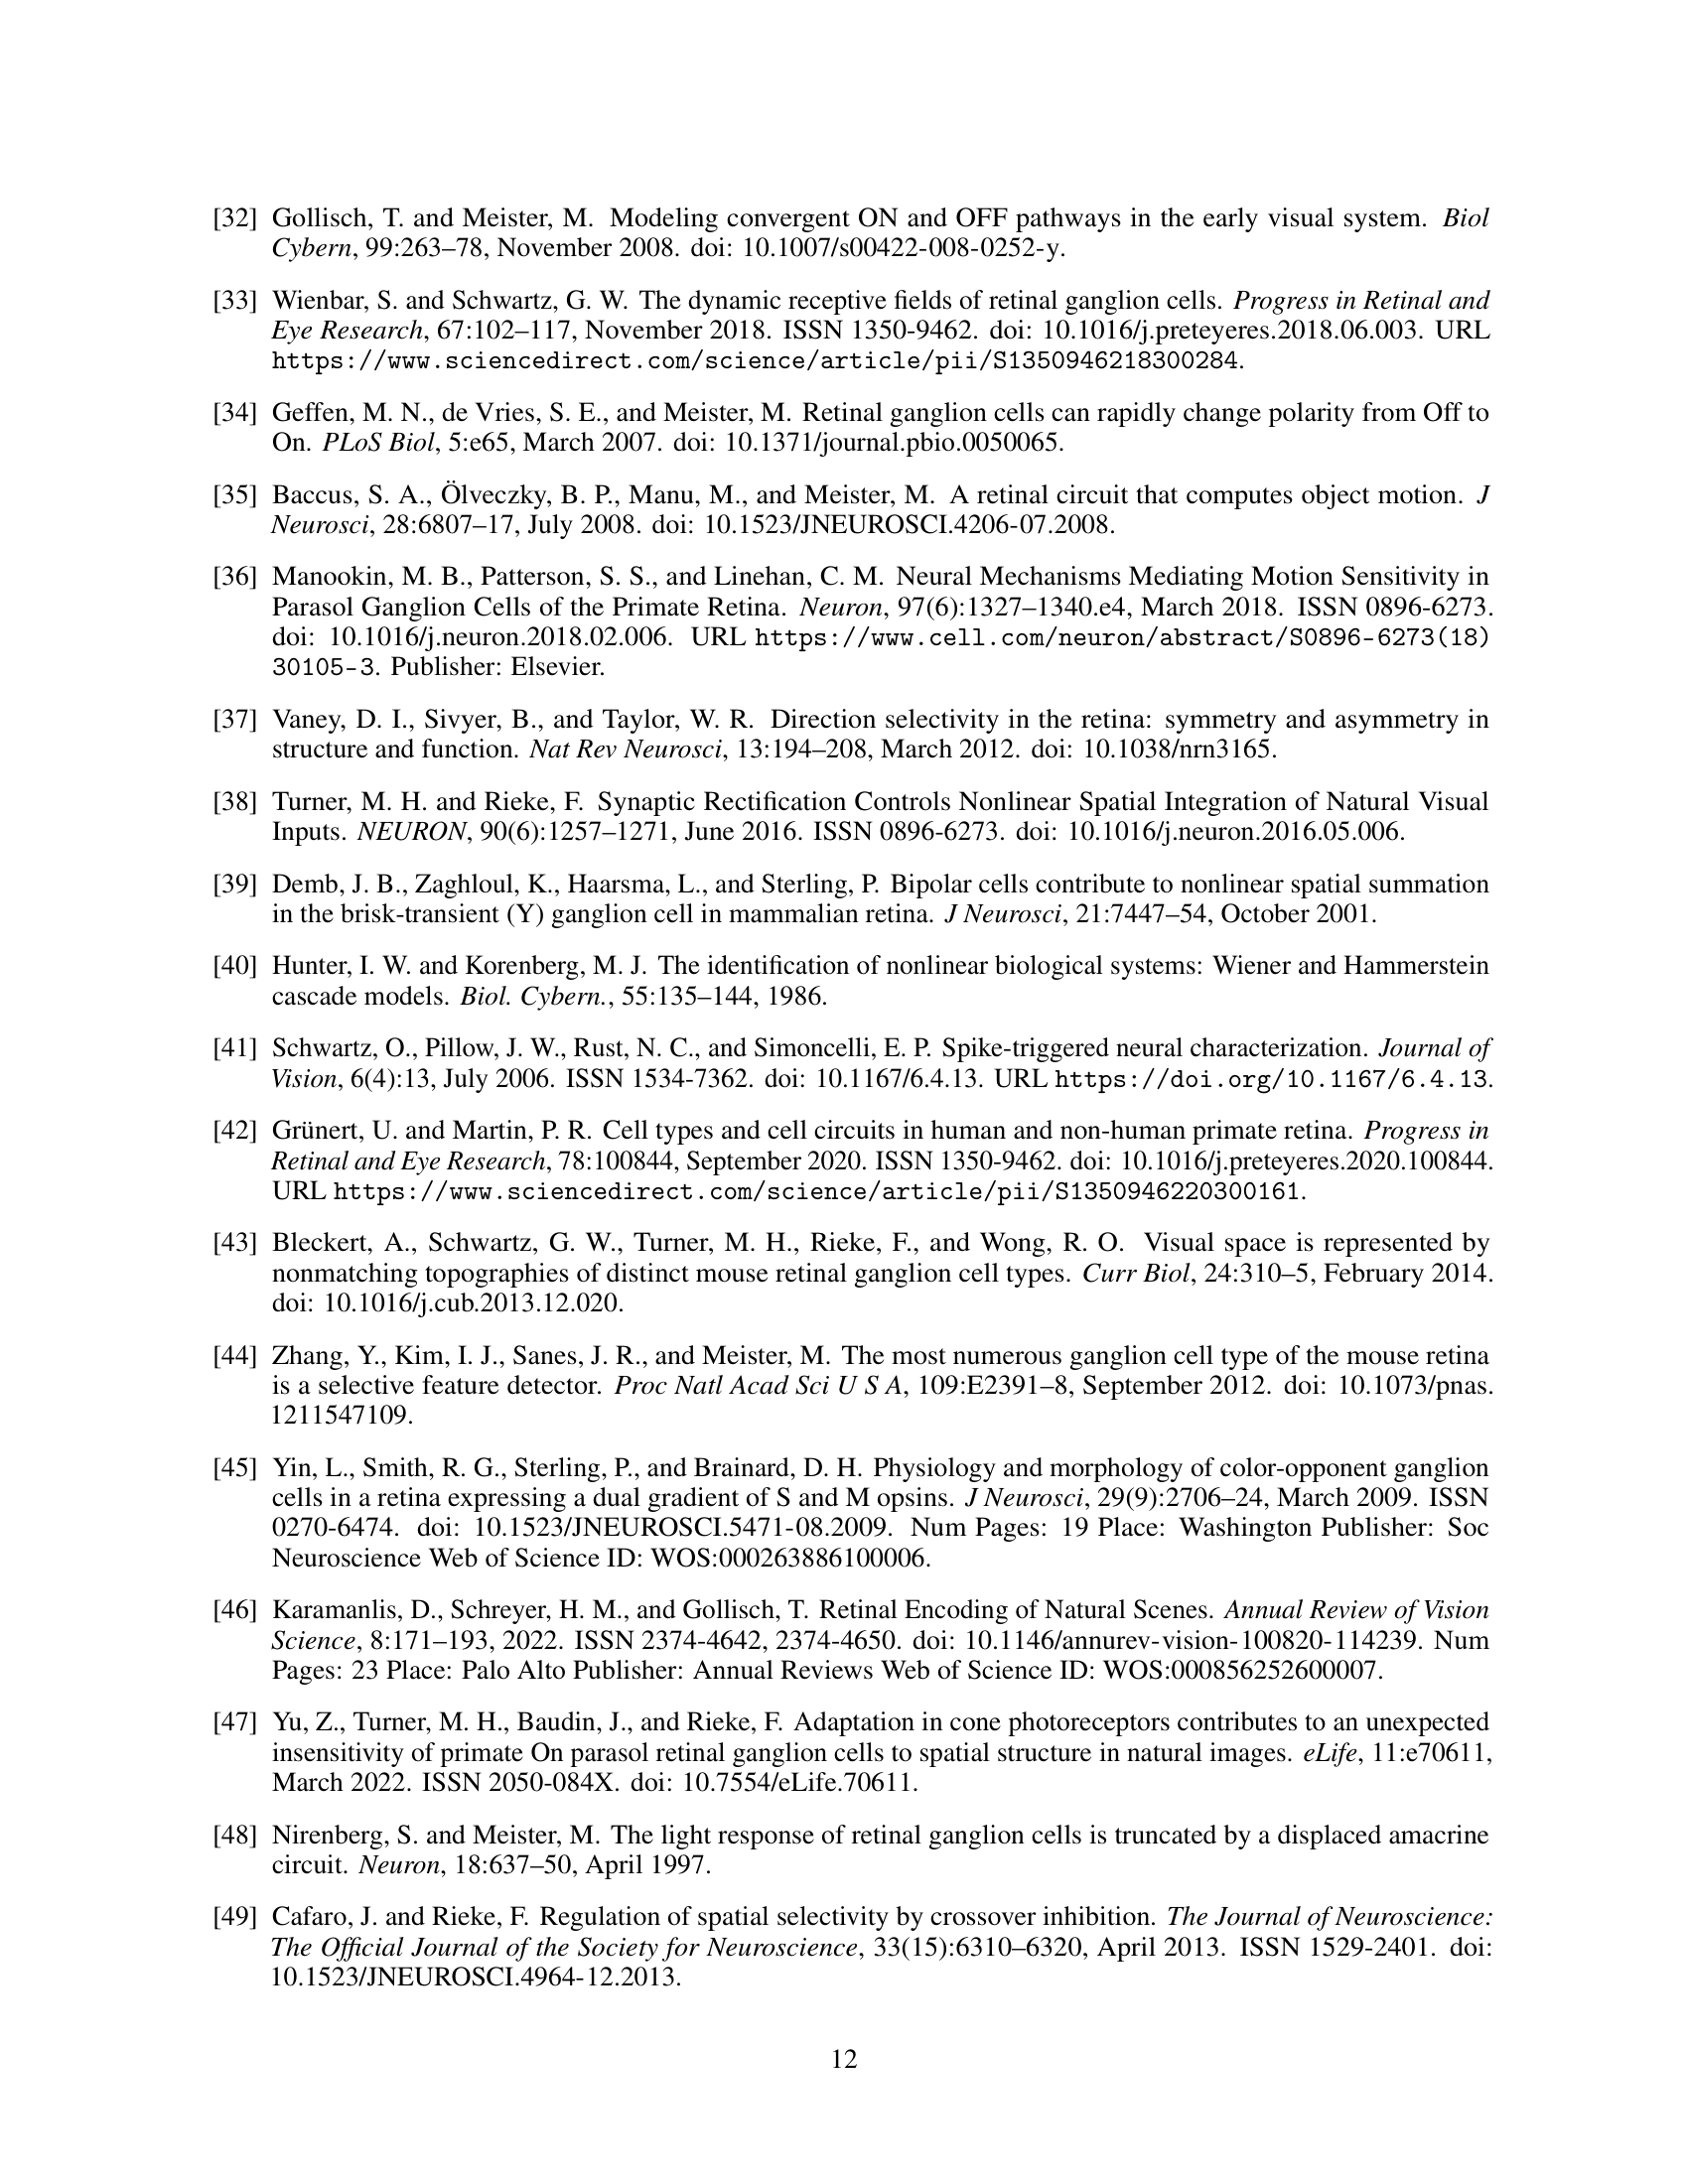 [32] Gollisch, T. and Meister, M. Modeling convergent ON and OFF pathways in the early visual system. Biol
Cybern, 99:263–78, November 2008. doi: 10.1007/s00422-008-0252-y.
[33] Wienbar, S. and Schwartz, G. W. The dynamic receptive fields of retinal ganglion cells. Progress in Retinal and
Eye Research, 67:102–117, November 2018. ISSN 1350-9462. doi: 10.1016/j.preteyeres.2018.06.003. URL
https://www.sciencedirect.com/science/article/pii/S1350946218300284.
[34] Geffen, M. N., de Vries, S. E., and Meister, M. Retinal ganglion cells can rapidly change polarity from Off to
On. PLoS Biol, 5:e65, March 2007. doi: 10.1371/journal.pbio.0050065.
[35] Baccus, S. A., Ölveczky, B. P., Manu, M., and Meister, M. A retinal circuit that computes object motion. J
Neurosci, 28:6807–17, July 2008. doi: 10.1523/JNEUROSCI.4206-07.2008.
[36] Manookin, M. B., Patterson, S. S., and Linehan, C. M. Neural Mechanisms Mediating Motion Sensitivity in
Parasol Ganglion Cells of the Primate Retina. Neuron, 97(6):1327–1340.e4, March 2018. ISSN 0896-6273.
doi: 10.1016/j.neuron.2018.02.006. URL https://www.cell.com/neuron/abstract/S0896-6273(18)
30105-3. Publisher: Elsevier.
[37] Vaney, D. I., Sivyer, B., and Taylor, W. R. Direction selectivity in the retina: symmetry and asymmetry in
structure and function. Nat Rev Neurosci, 13:194–208, March 2012. doi: 10.1038/nrn3165.
[38] Turner, M. H. and Rieke, F. Synaptic Rectification Controls Nonlinear Spatial Integration of Natural Visual
Inputs. NEURON, 90(6):1257–1271, June 2016. ISSN 0896-6273. doi: 10.1016/j.neuron.2016.05.006.
[39] Demb, J. B., Zaghloul, K., Haarsma, L., and Sterling, P. Bipolar cells contribute to nonlinear spatial summation
in the brisk-transient (Y) ganglion cell in mammalian retina. J Neurosci, 21:7447–54, October 2001.
[40] Hunter, I. W. and Korenberg, M. J. The identification of nonlinear biological systems: Wiener and Hammerstein
cascade models. Biol. Cybern., 55:135–144, 1986.
[41] Schwartz, O., Pillow, J. W., Rust, N. C., and Simoncelli, E. P. Spike-triggered neural characterization. Journal of
Vision, 6(4):13, July 2006. ISSN 1534-7362. doi: 10.1167/6.4.13. URL https://doi.org/10.1167/6.4.13.
[42] Grünert, U. and Martin, P. R. Cell types and cell circuits in human and non-human primate retina. Progress in
Retinal and Eye Research, 78:100844, September 2020. ISSN 1350-9462. doi: 10.1016/j.preteyeres.2020.100844.
URL https://www.sciencedirect.com/science/article/pii/S1350946220300161.
[43] Bleckert, A., Schwartz, G. W., Turner, M. H., Rieke, F., and Wong, R. O. Visual space is represented by
nonmatching topographies of distinct mouse retinal ganglion cell types. Curr Biol, 24:310–5, February 2014.
doi: 10.1016/j.cub.2013.12.020.
[44] Zhang, Y., Kim, I. J., Sanes, J. R., and Meister, M. The most numerous ganglion cell type of the mouse retina
is a selective feature detector. Proc Natl Acad Sci U S A, 109:E2391–8, September 2012. doi: 10.1073/pnas.
1211547109.
[45] Yin, L., Smith, R. G., Sterling, P., and Brainard, D. H. Physiology and morphology of color-opponent ganglion
cells in a retina expressing a dual gradient of S and M opsins. J Neurosci, 29(9):2706–24, March 2009. ISSN
0270-6474. doi: 10.1523/JNEUROSCI.5471-08.2009. Num Pages: 19 Place: Washington Publisher: Soc
Neuroscience Web of Science ID: WOS:000263886100006.
[46] Karamanlis, D., Schreyer, H. M., and Gollisch, T. Retinal Encoding of Natural Scenes. Annual Review of Vision
Science, 8:171–193, 2022. ISSN 2374-4642, 2374-4650. doi: 10.1146/annurev-vision-100820-114239. Num
Pages: 23 Place: Palo Alto Publisher: Annual Reviews Web of Science ID: WOS:000856252600007.
[47] Yu, Z., Turner, M. H., Baudin, J., and Rieke, F. Adaptation in cone photoreceptors contributes to an unexpected
insensitivity of primate On parasol retinal ganglion cells to spatial structure in natural images. eLife, 11:e70611,
March 2022. ISSN 2050-084X. doi: 10.7554/eLife.70611.
[48] Nirenberg, S. and Meister, M. The light response of retinal ganglion cells is truncated by a displaced amacrine
circuit. Neuron, 18:637–50, April 1997.
[49] Cafaro, J. and Rieke, F. Regulation of spatial selectivity by crossover inhibition. The Journal of Neuroscience:
The Official Journal of the Society for Neuroscience, 33(15):6310–6320, April 2013. ISSN 1529-2401. doi:
10.1523/JNEUROSCI.4964-12.2013.
12